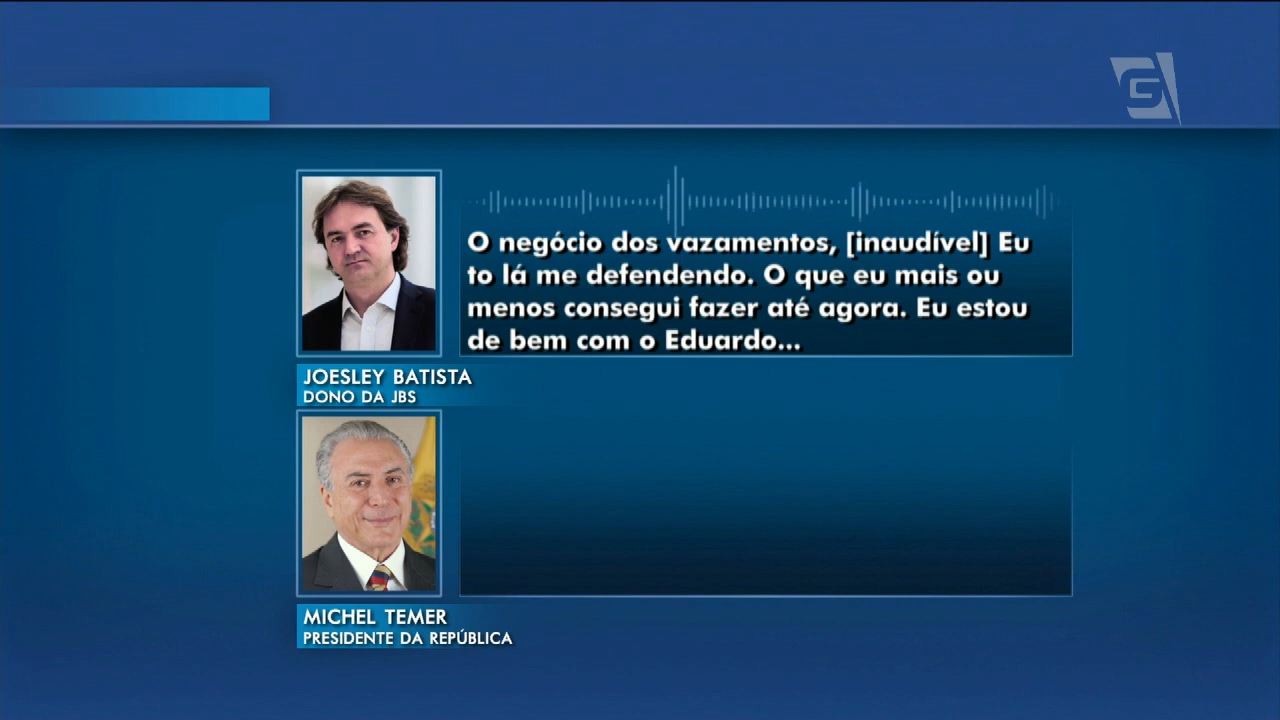 O negócio dos vazamentos, [inaudível] Eu
to lá me defendendo. O que eu mais ou
menos consegui fazer até agora. Eu estou
de bem com o Eduardo...
JOESLEY BATISTA
DONO DA JBS
MICHEL TEMER
PRESIDENTE DA REPÚBLICA